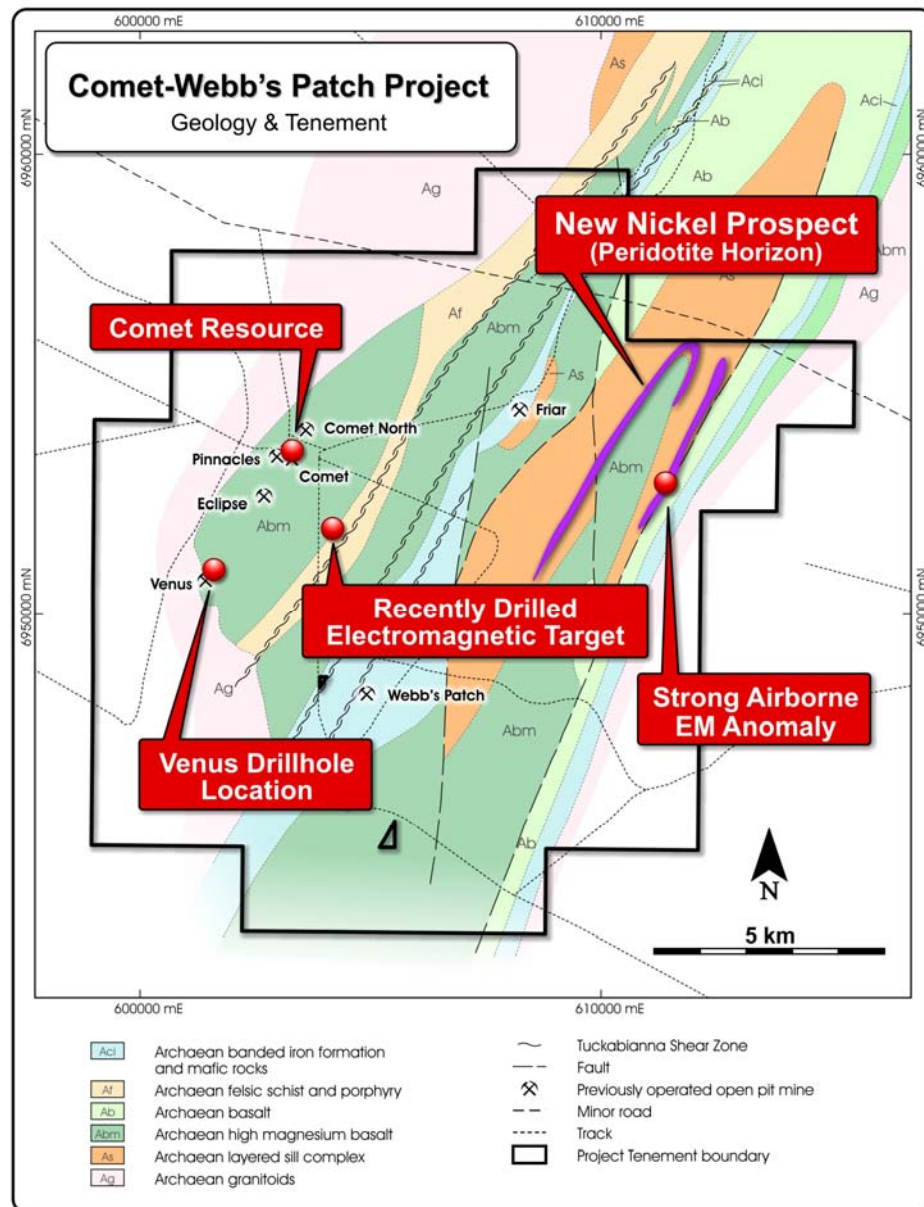 600000 mE
610000 mE
Comet-Webb's Patch Project
Geology & Tenement
6960000 mN
6960000 mN
As
Aci
Ab
Aci
Ag
Ab
New Nickel Prospect
(Peridotite Horizon)
Abm
As
Ag
Comet Resource
Af
Abm
As
Comet North
Friar
Pinnacles
Comet
Abm
Eclipse
Abm
Venus
Recently Drilled
Electromagnetic Target
6950000 mN
6950000 mN
Ag
Webb's Patch
Strong Airborne
EM Anomaly
Abm
Venus Drillhole
Location
Ab
N
5 km
600000 mE
610000 mE
Aci Archaean banded iron formation
and mafic rocks
Af Archaean felsic schist and porphyry
Ab Archaean basalt
Abm Archaean high magnesium basalt
As Archaean layered sill complex
Ag Archaean granitoids
Tuckabianna Shear Zone
Fault
Previously operated open pit mine
Minor road
Track
Project Tenement boundary